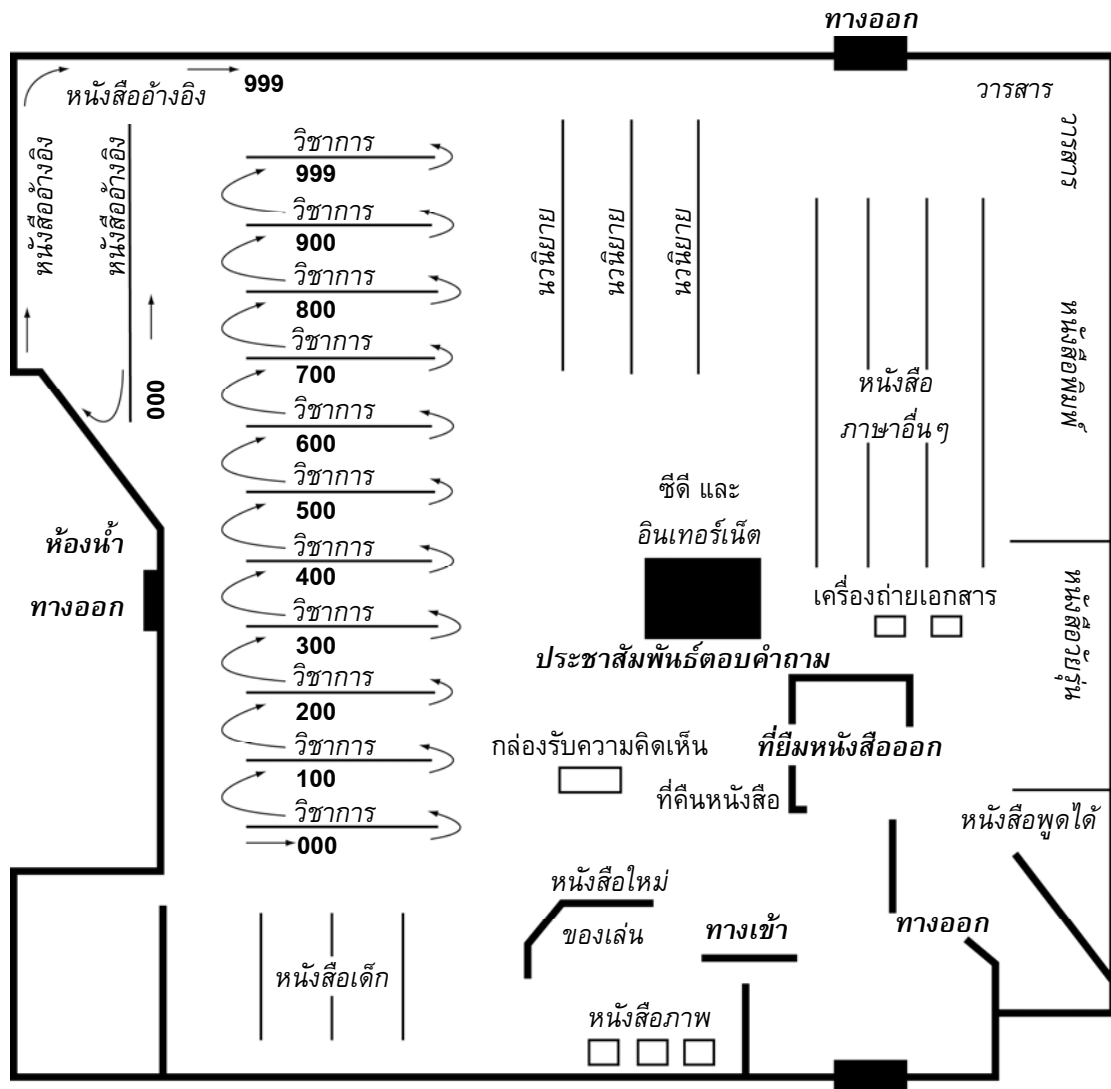 ทางออก
วารสาร
วารสาร
หนังสืออ้างอิง
999
หนังสืออ้างอิง
หนังสืออ้างอิง
000
วิชาการ
999
วิชาการ
900
วิชาการ
800
วิชาการ
700
วิชาการ
600
วิชาการ
500
วิชาการ
400
วิชาการ
300
วิชาการ
200
วิชาการ
100
วิชาการ
000
นวนิยาย
นวนิยาย
นวนิยาย
หนังสือ
ภาษาอื่นๆ
หนังสือพิมพ์
ซีดี และ
อินเทอร์เน็ต
ห้องน้ำ
ทางออก
เครื่องถ่ายเอกสาร
หนังสือวัยรุ่น
ประชาสัมพันธ์ตอบคำถาม
กล่องรับความคิดเห็น
ที่ยืมหนังสือออก
ที่คืนหนังสือ
หนังสือพูดได้
หนังสือใหม่
ของเล่น
ทางเข้า
ทางออก
หนังสือเด็ก
หนังสือภาพ